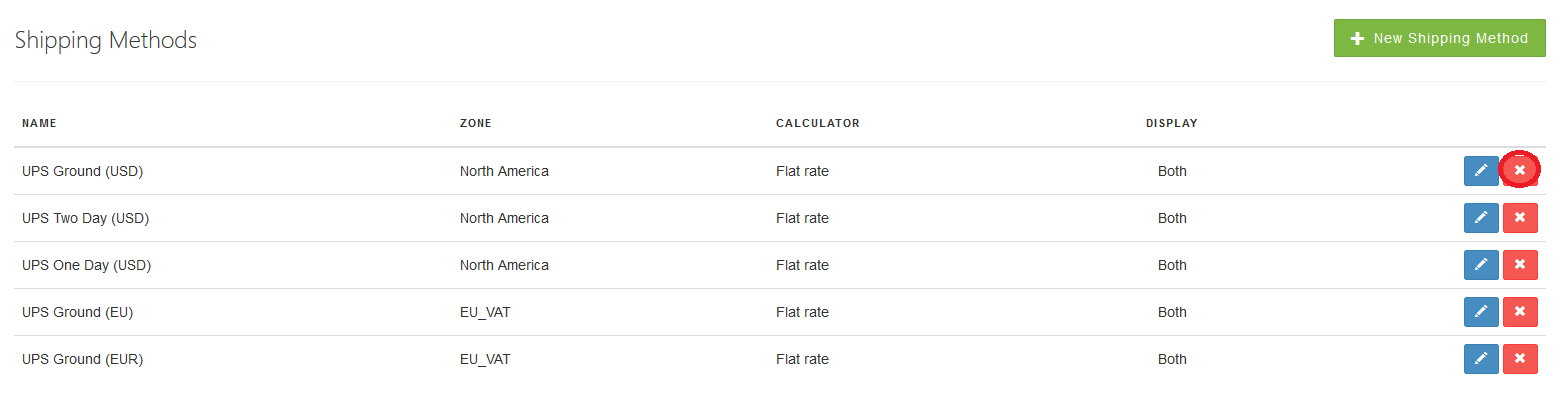 Shipping Methods
New Shipping Method
NAME ZONE CALCULATOR DISPLAY
UPS Ground (USD) North America Flat rate Both
UPS Two Day (USD) North America Flat rate Both
UPS One Day (USD) North America Flat rate Both
UPS Ground (EU) EU_VAT Flat rate Both
UPS Ground (EUR) EU_VAT Flat rate Both